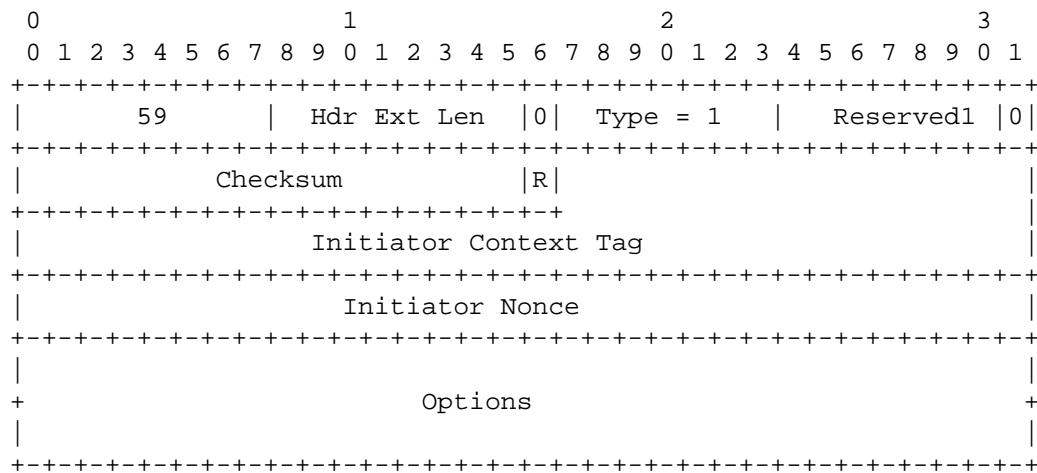 0                   1                   2                   3
 0 1 2 3 4 5 6 7 8 9 0 1 2 3 4 5 6 7 8 9 0 1 2 3 4 5 6 7 8 9 0 1
+-+-+-+-+-+-+-+-+-+-+-+-+-+-+-+-+-+-+-+-+-+-+-+-+-+-+-+-+-+-+-+-+
|       59      |  Hdr Ext Len  |0|  Type = 1   |   Reserved1 |0|
+-+-+-+-+-+-+-+-+-+-+-+-+-+-+-+-+-+-+-+-+-+-+-+-+-+-+-+-+-+-+-+-+
|            Checksum           |R|                             |
+-+-+-+-+-+-+-+-+-+-+-+-+-+-+-+-+-+                             |
|                  Initiator Context Tag                        |
+-+-+-+-+-+-+-+-+-+-+-+-+-+-+-+-+-+-+-+-+-+-+-+-+-+-+-+-+-+-+-+-+
|                    Initiator Nonce                            |
+-+-+-+-+-+-+-+-+-+-+-+-+-+-+-+-+-+-+-+-+-+-+-+-+-+-+-+-+-+-+-+-+
|                                                               |
+                         Options                               +
|                                                               |
+-+-+-+-+-+-+-+-+-+-+-+-+-+-+-+-+-+-+-+-+-+-+-+-+-+-+-+-+-+-+-+-+